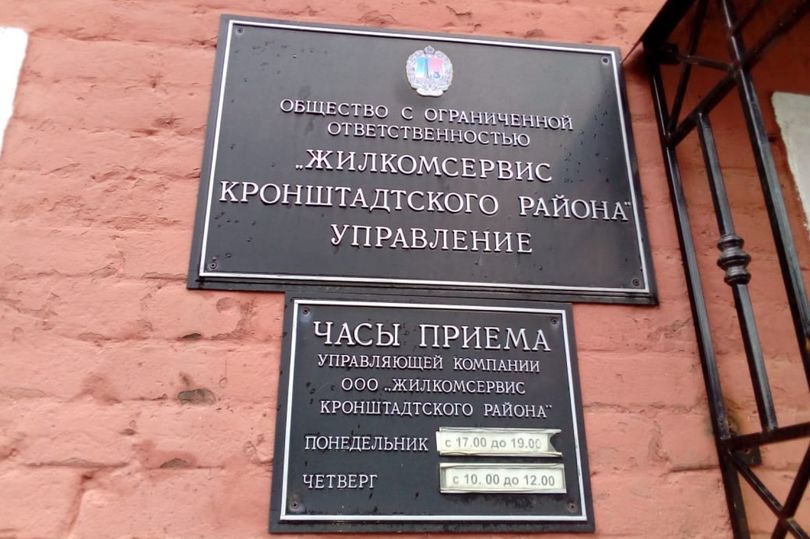 ОБЩЕСТВО С ОГРАНИЧЕННОЙ
ОТВЕТСТВЕННОСТЬЮ
„ЖИЛКОМСЕРВИС
КРОНШТАДТСКОГО РАЙОНА"
УПРАВЛЕНИЕ
ЧАСЫ ПРИЕМА
УПРАВЛЯЮЩЕЙ КОМПАНИИ
ООО „ЖИЛКОМСЕРВИС
КРОНШТАДТСКОГО РАЙОНА"
ПОНЕДЕЛЬНИК с 17.00 до 19.00
ЧЕТВЕРГ с 10.00 до 12.00